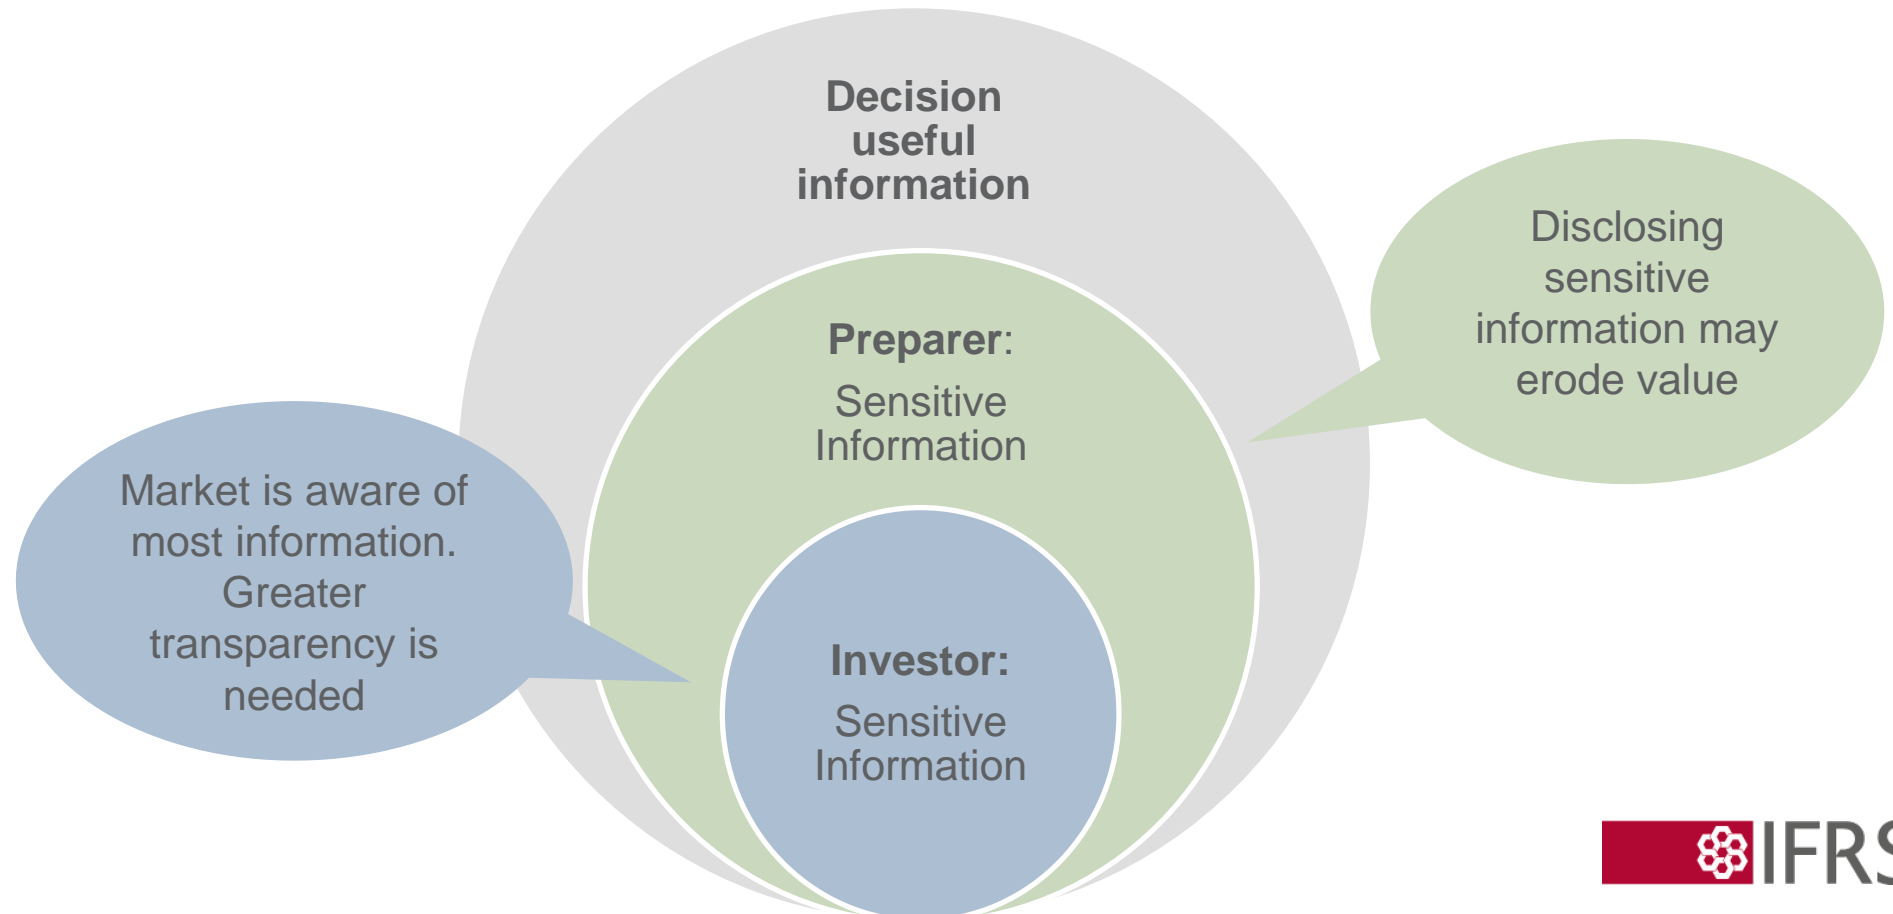 Decision
useful
information
Preparer:
Sensitive
Information
Investor:
Sensitive
Information
Market is aware of
most information.
Greater
transparency is
needed
Disclosing
sensitive
information may
erode value
IFRS